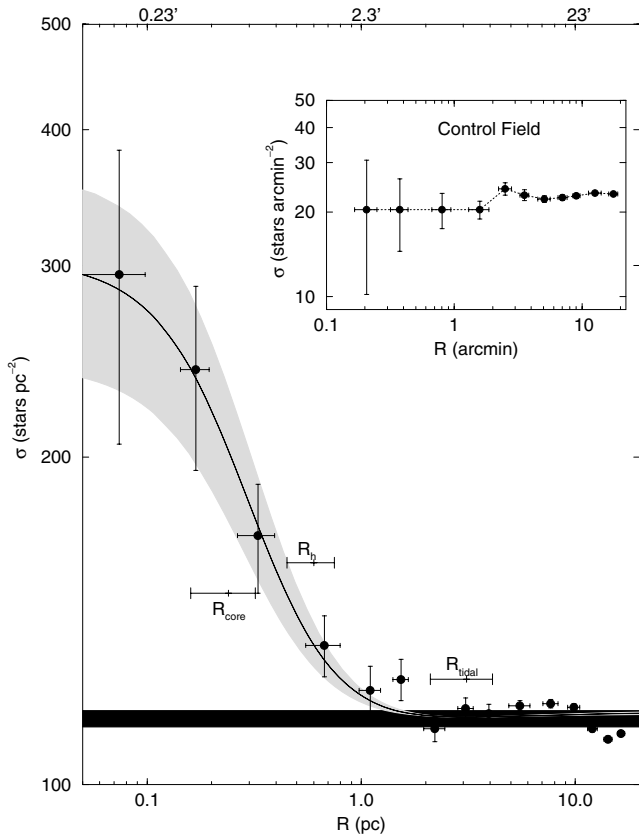 0.23' 2.3' 23'
500
400
300
200
100
σ (stars pc⁻²)
0.1 1.0 10.0
R (pc)
R_core
R_h
R_tidal
Control Field
50
40
30
20
10
σ (stars arcmin⁻²)
0.1 1 10
R (arcmin)